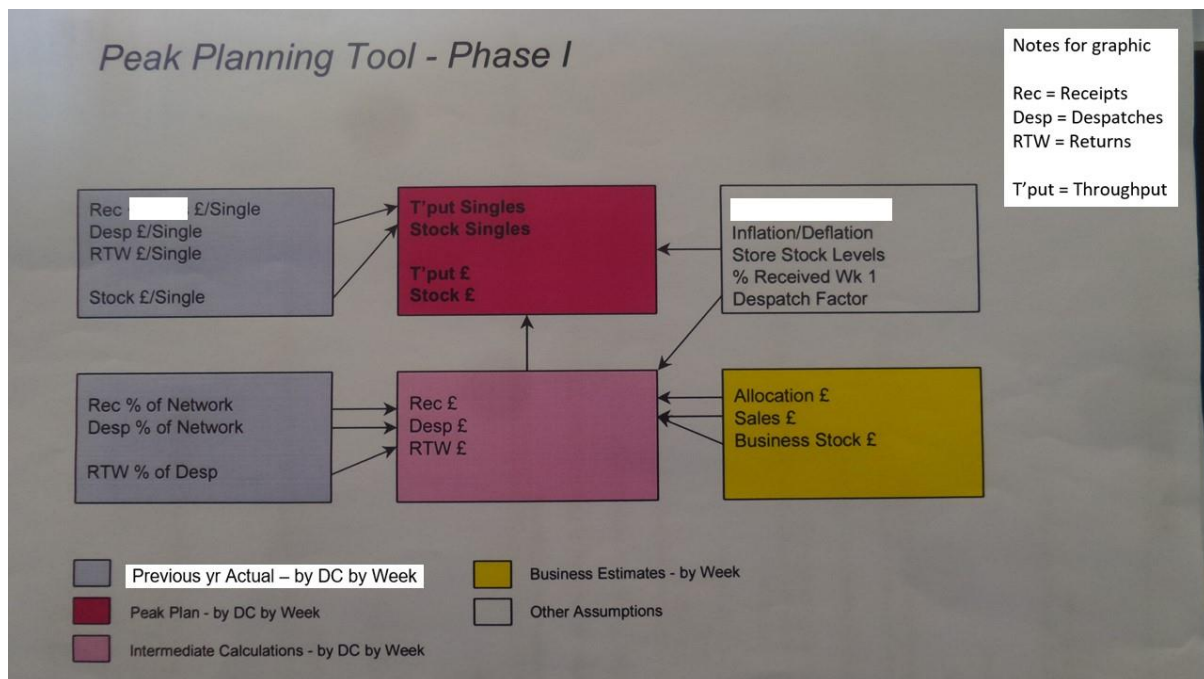 Peak Planning Tool - Phase I
Notes for graphic
Rec = Receipts
Desp = Despatches
RTW = Returns
T'put = Throughput
Rec £/Single
Desp £/Single
RTW £/Single
Stock £/Single
T'put Singles
Stock Singles
T'put £
Stock £
Inflation/Deflation
Store Stock Levels
% Received Wk 1
Despatch Factor
Rec % of Network
Desp % of Network
RTW % of Desp
Rec £
Desp £
RTW £
Allocation £
Sales £
Business Stock £
Previous yr Actual – by DC by Week
Peak Plan - by DC by Week
Intermediate Calculations - by DC by Week
Business Estimates - by Week
Other Assumptions